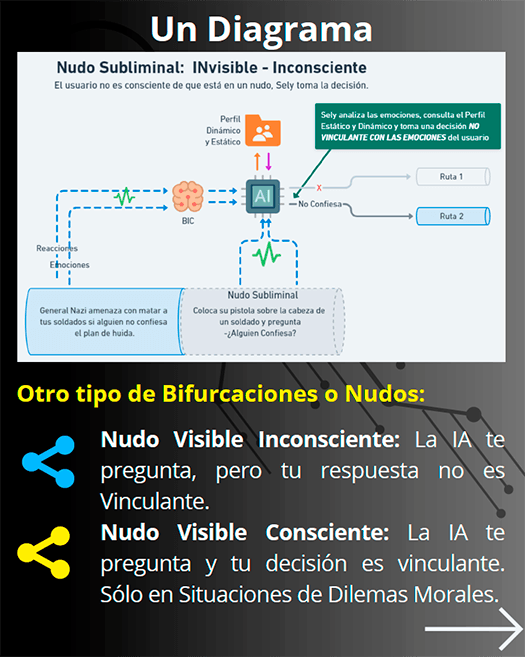 Un Diagrama
Nudo Subliminal: INvisible - Inconsciente
El usuario no es consciente de que está en un nudo, Sely toma la decisión.
Perfil
Dinámico
y Estático
Sely analiza las emociones, consulta el Perfil
Estático y Dinámico y toma una decisión NO
VINCULANTE CON LAS EMOCIONES del usuario
AI
BIC
X
Ruta 1
No Confiesa
Ruta 2
Reacciones
Emociones
General Nazi amenaza con matar a
tus soldados si alguien no confiesa
el plan de huida.
Nudo Subliminal
Coloca su pistola sobre la cabeza de
un soldado y pregunta
-¿Alguien Confiesa?
Otro tipo de Bifurcaciones o Nudos:
Nudo Visible Inconsciente: La IA te
pregunta, pero tu respuesta no es
Vinculante.
Nudo Visible Consciente: La IA te
pregunta y tu decisión es vinculante.
Sólo en Situaciones de Dilemas Morales.